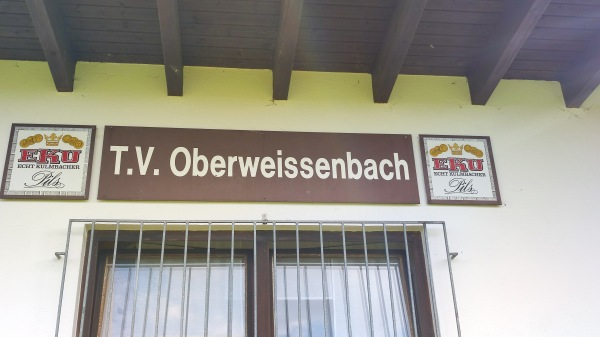 EKU
ECHT KULMBACHER
Pils
T.V. Oberweissenbach
EKU
ECHT KULMBACHER
Pils